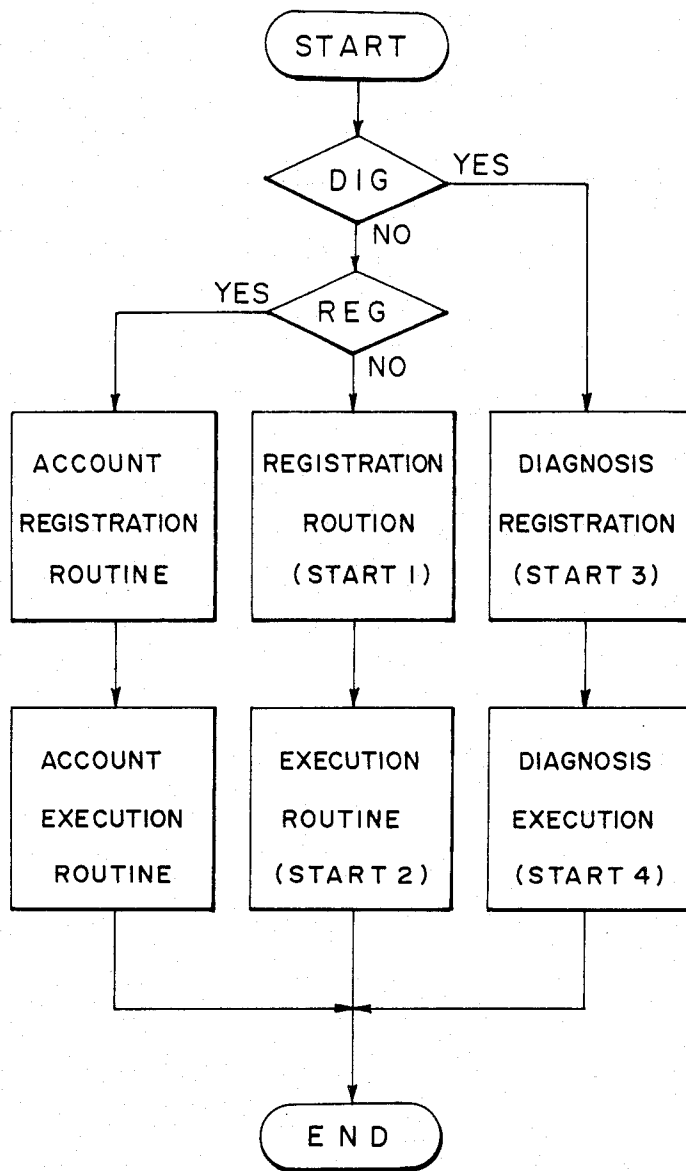 START
DIG
YES
NO
YES
REG
NO
ACCOUNT
REGISTRATION
ROUTINE
REGISTRATION
ROUTION
(START 1)
DIAGNOSIS
REGISTRATION
(START 3)
ACCOUNT
EXECUTION
ROUTINE
EXECUTION
ROUTINE
(START 2)
DIAGNOSIS
EXECUTION
(START 4)
END